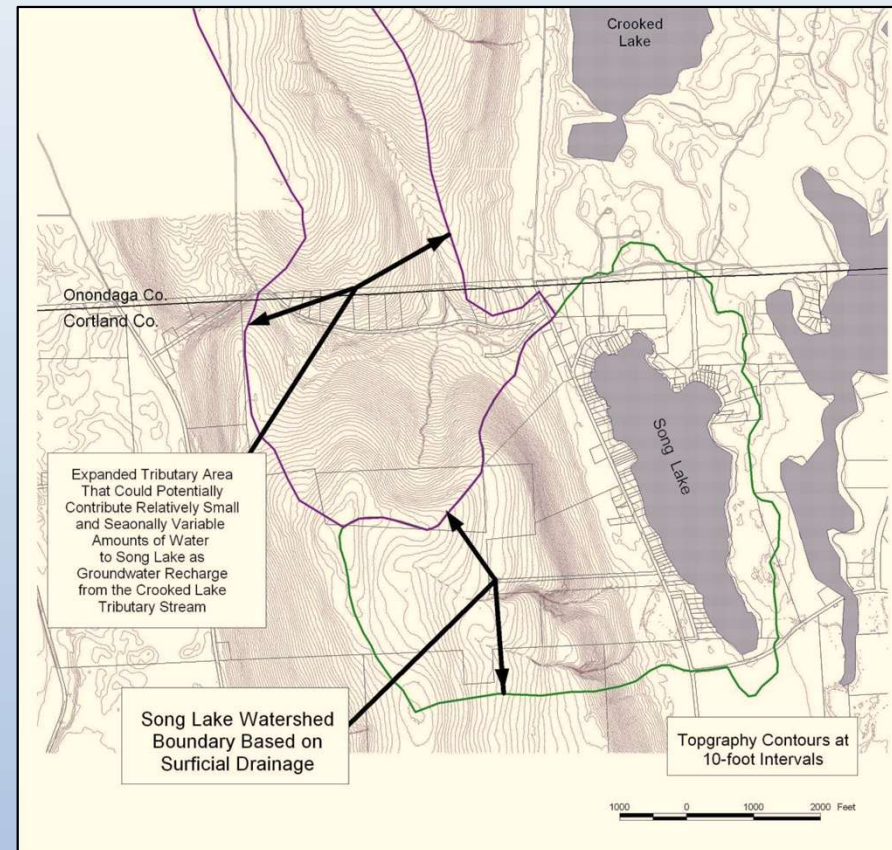 Crooked
Lake
Onondaga Co.
Cortland Co.
Song Lake
Expanded Tributary Area
That Could Potentially
Contribute Relatively Small
and Seaonally Variable
Amounts of Water
to Song Lake as
Groundwater Recharge
from the Crooked Lake
Tributary Stream
Song Lake Watershed
Boundary Based on
Surficial Drainage
Topgraphy Contours at
10-foot Intervals
1000 0 1000 2000 Feet